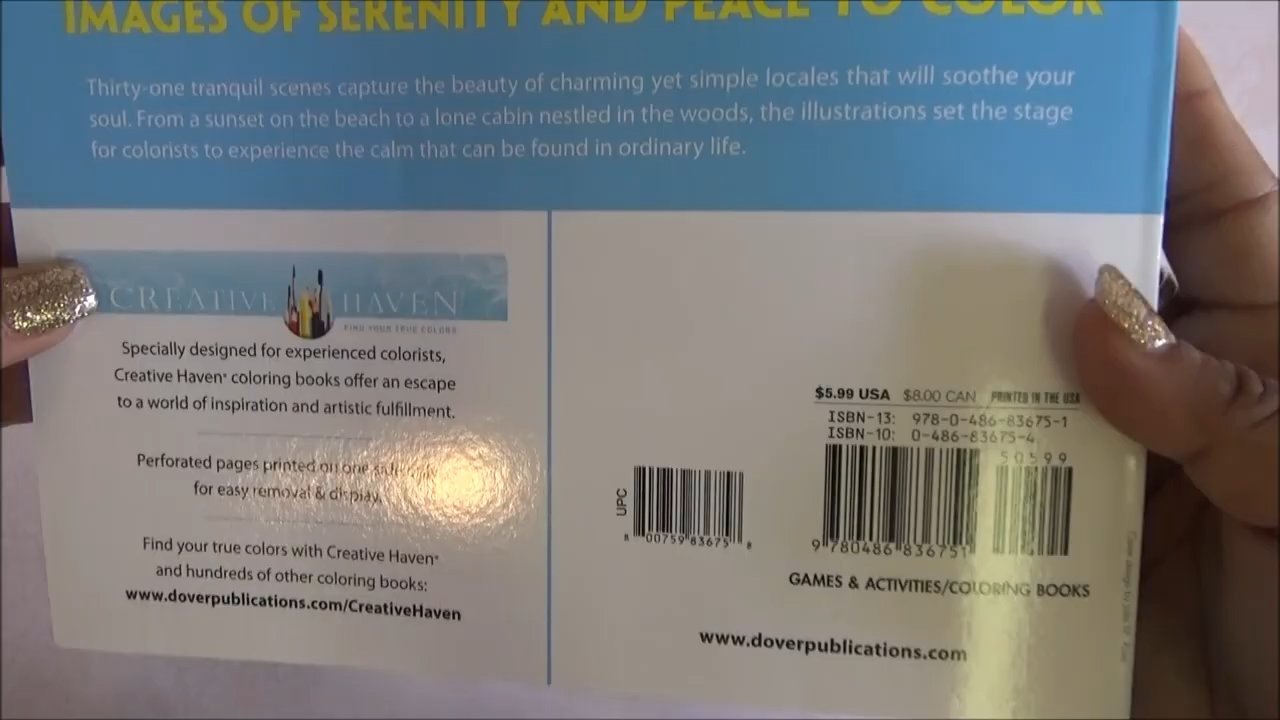 IMAGES OF SERENITY AND PEACE TO COLOR
Thirty-one tranquil scenes capture the beauty of charming yet simple locales that will soothe your
soul. From a sunset on the beach to a lone cabin nestled in the woods, the illustrations set the stage
for colorists to experience the calm that can be found in ordinary life.
CREATIVE HAVEN
FIND YOUR TRUE COLORS
Specially designed for experienced colorists,
Creative Haven® coloring books offer an escape
to a world of inspiration and artistic fulfillment.
Perforated pages printed on one side only
for easy removal & display.
Find your true colors with Creative Haven®
and hundreds of other coloring books:
www.doverpublications.com/CreativeHaven
$5.99 USA $8.00 CAN PRINTED IN THE USA
ISBN-13: 978-0-486-83675-1
ISBN-10: 0-486-83675-4
50599
UPC
8 00759 83675 8
9 780486 836751
GAMES & ACTIVITIES/COLORING BOOKS
www.doverpublications.com